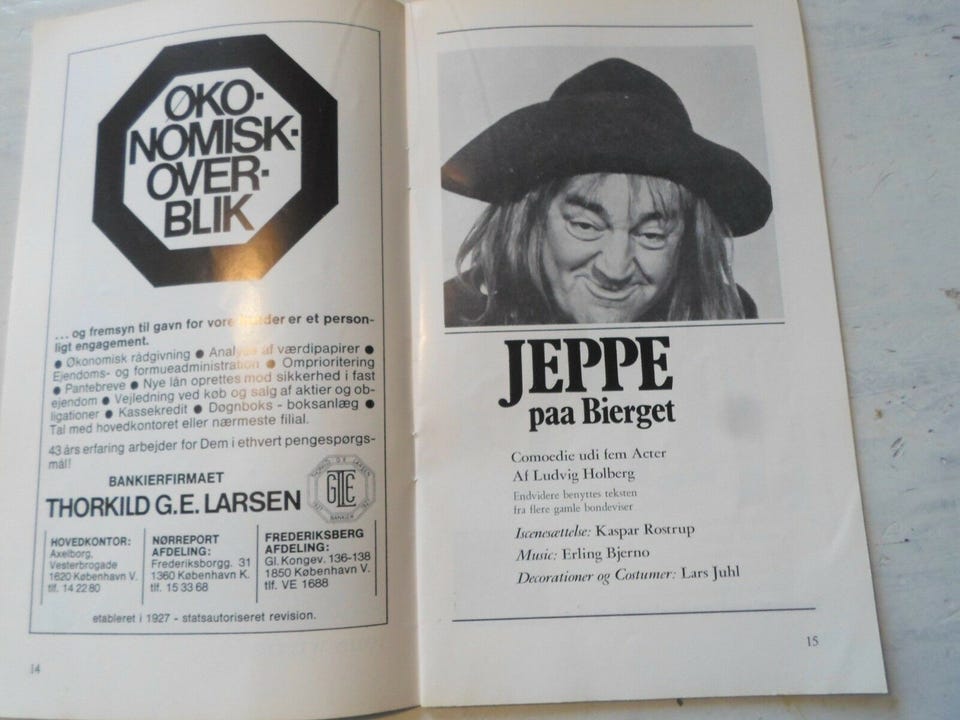 ØKO-
NOMISK-
OVER-
BLIK
... og fremsyn til gavn for vore kunder er et person-
ligt engagement.
● Økonomisk rådgivning ● Analyse af værdipapirer ●
Ejendoms- og formueadministration ● Omprioritering
● Pantebreve ● Nye lån oprettes mod sikkerhed i fast
ejendom ● Vejledning ved køb og salg af aktier og ob-
ligationer ● Kassekredit ● Døgnboks - boksanlæg ●
Tal med hovedkontoret eller nærmeste filial.
43 års erfaring arbejder for Dem i ethvert pengespørgs-
mål!
BANKIERFIRMAET
THORKILD G.E. LARSEN
HOVEDKONTOR:
Axelborg,
Vesterbrogade
1620 København V.
tlf. 14 22 80
NØRREPORT
AFDELING:
Frederiksborgg. 31
1360 København K.
tlf. 15 33 68
FREDERIKSBERG
AFDELING:
Gl. Kongev. 136-138
1850 København V.
tlf. VE 1688
etableret i 1927 - statsautoriseret revision.
14
JEPPE
paa Bierget
Comoedie udi fem Acter
Af Ludvig Holberg
Endvidere benyttes teksten
fra flere gamle bondeviser
Iscenesættelse: Kaspar Rostrup
Music: Erling Bjerno
Decorationer og Costumer: Lars Juhl
15